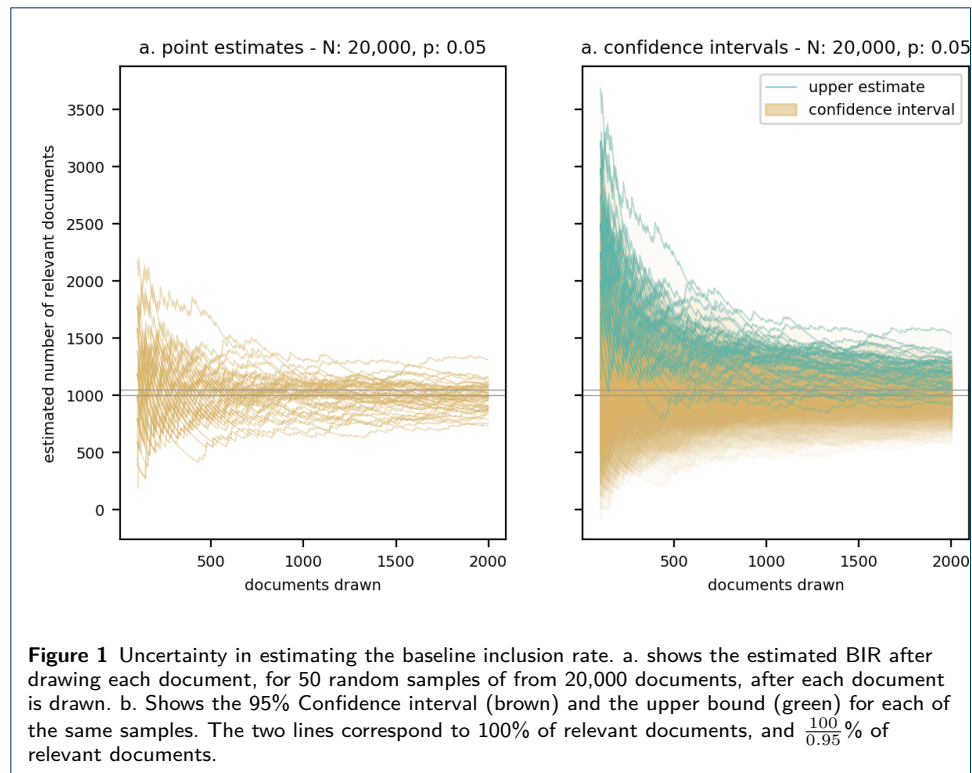 a. point estimates - N: 20,000, p: 0.05
estimated number of relevant documents
3500
3000
2500
2000
1500
1000
500
0
500
1000
1500
2000
documents drawn
a. confidence intervals - N: 20,000, p: 0.05
upper estimate
confidence interval
500
1000
1500
2000
documents drawn
Figure 1 Uncertainty in estimating the baseline inclusion rate. a. shows the estimated BIR after
drawing each document, for 50 random samples of from 20,000 documents, after each document
is drawn. b. Shows the 95% Confidence interval (brown) and the upper bound (green) for each of
the same samples. The two lines correspond to 100% of relevant documents, and \frac{100}{0.95}% of
relevant documents.